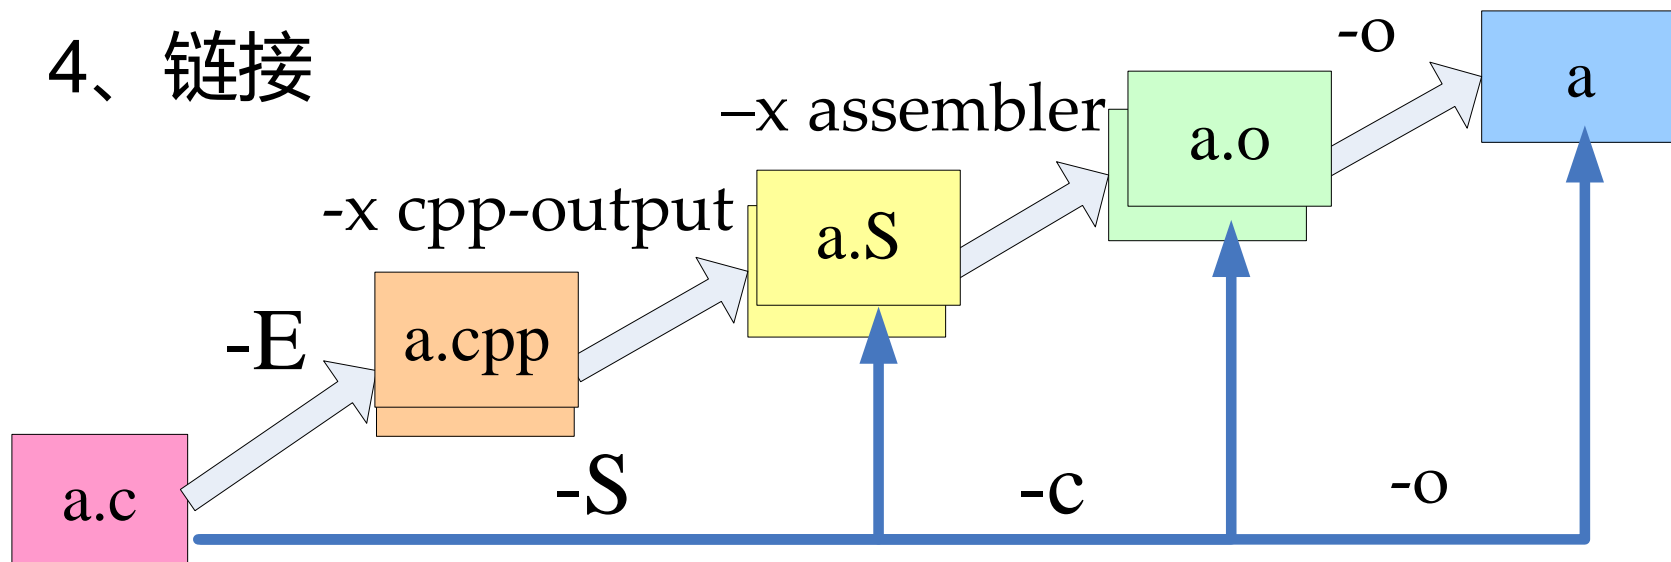 4、链接
-o
a
–x assembler
a.o
-x cpp-output
a.S
-E
a.cpp
a.c
-S
-c
-o